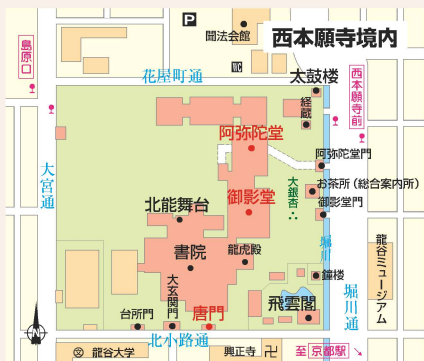 P
聞法会館
西本願寺境内
島原口
WC
花屋町通
太鼓楼
西本願寺前
経蔵
阿弥陀堂
阿弥陀堂門
大宮通
お茶所(総合案内所)
大銀杏
御影堂
御影堂門
北能舞台
堀川
書院
龍虎殿
龍谷ミュージアム
大玄関門
鐘楼
堀川通
飛雲閣
台所門
唐門
北小路通
龍谷大学
興正寺
至京都駅